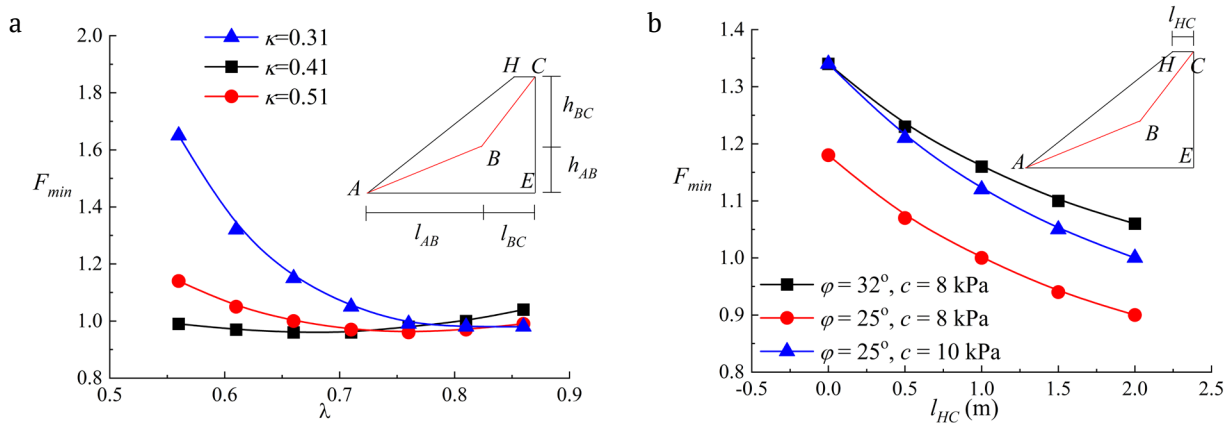 a
2.0
1.8
1.6
1.4
1.2
1.0
0.8
F_min
0.5
0.6
0.7
0.8
0.9
λ
κ=0.31
κ=0.41
κ=0.51
H
C
B
A
E
h_BC
h_AB
l_AB
l_BC
b
1.4
1.3
1.2
1.1
1.0
0.9
0.8
F_min
-0.5
0.0
0.5
1.0
1.5
2.0
2.5
l_HC (m)
l_HC
H
C
B
A
E
φ = 32°, c = 8 kPa
φ = 25°, c = 8 kPa
φ = 25°, c = 10 kPa